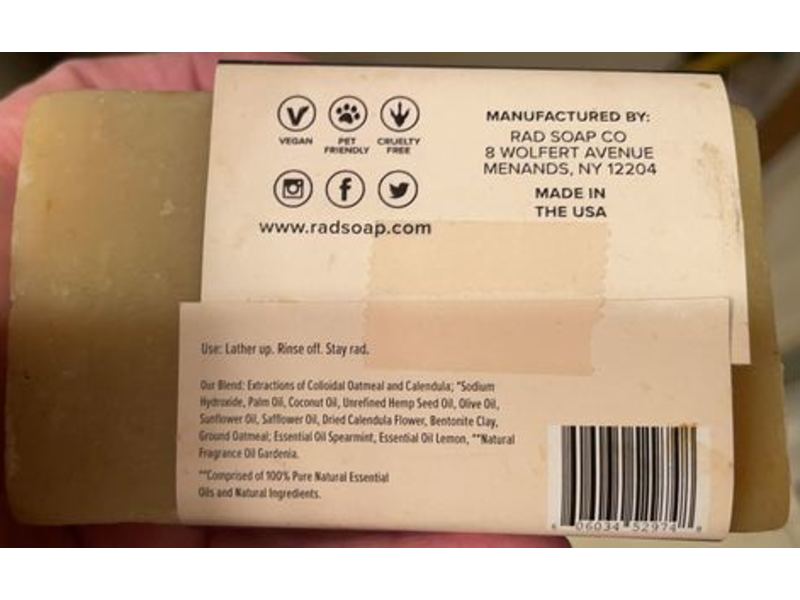 VEGAN
PET
FRIENDLY
CRUELTY
FREE
www.radsoap.com
MANUFACTURED BY:
RAD SOAP CO
8 WOLFERT AVENUE
MENANDS, NY 12204
MADE IN
THE USA
Use: Lather up. Rinse off. Stay rad.
Our Blend: Extractions of Colloidal Oatmeal and Calendula; *Sodium
Hydroxide, Palm Oil, Coconut Oil, Unrefined Hemp Seed Oil, Olive Oil,
Sunflower Oil, Safflower Oil, Dried Calendula Flower, Bentonite Clay,
Ground Oatmeal; Essential Oil Spearmint, Essential Oil Lemon, **Natural
Fragrance Oil Gardenia.
**Comprised of 100% Pure Natural Essential
Oils and Natural Ingredients.
6 06034 52974 8